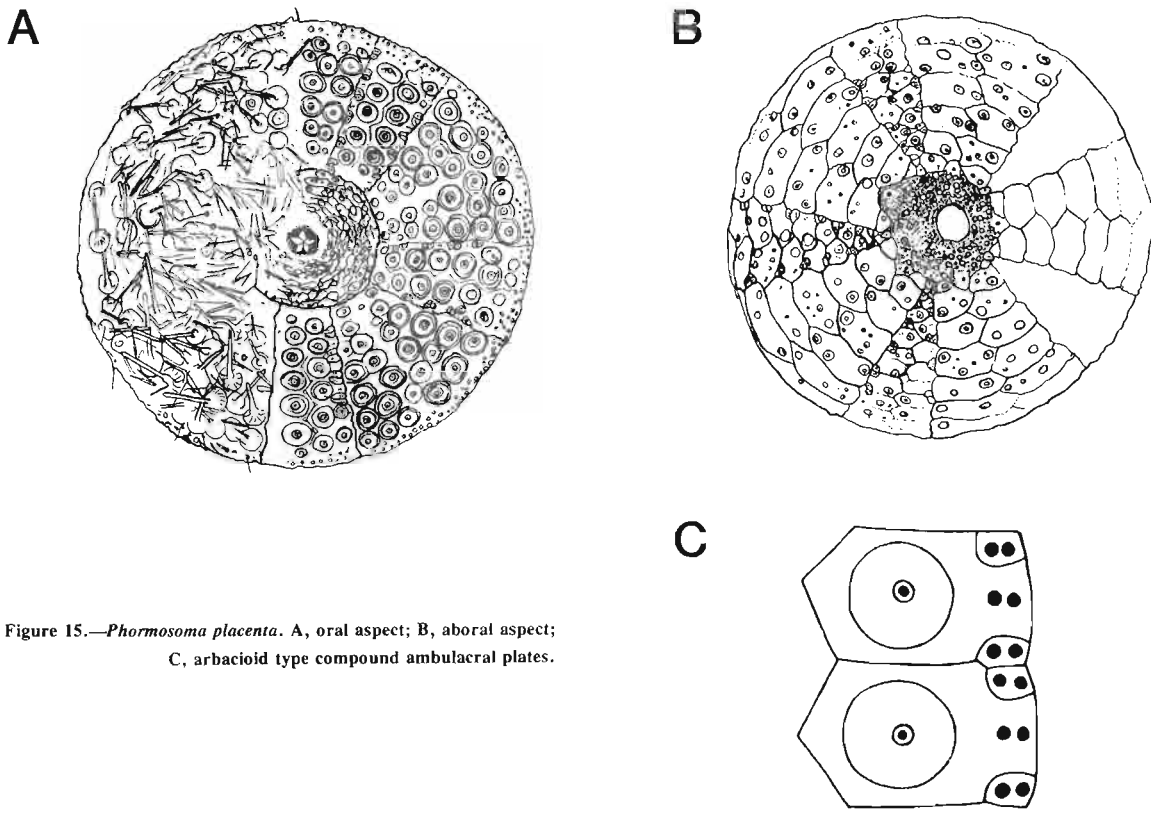 A
B
C
Figure 15.—Phormosoma placenta. A, oral aspect; B, aboral aspect;
C, arbacioid type compound ambulacral plates.